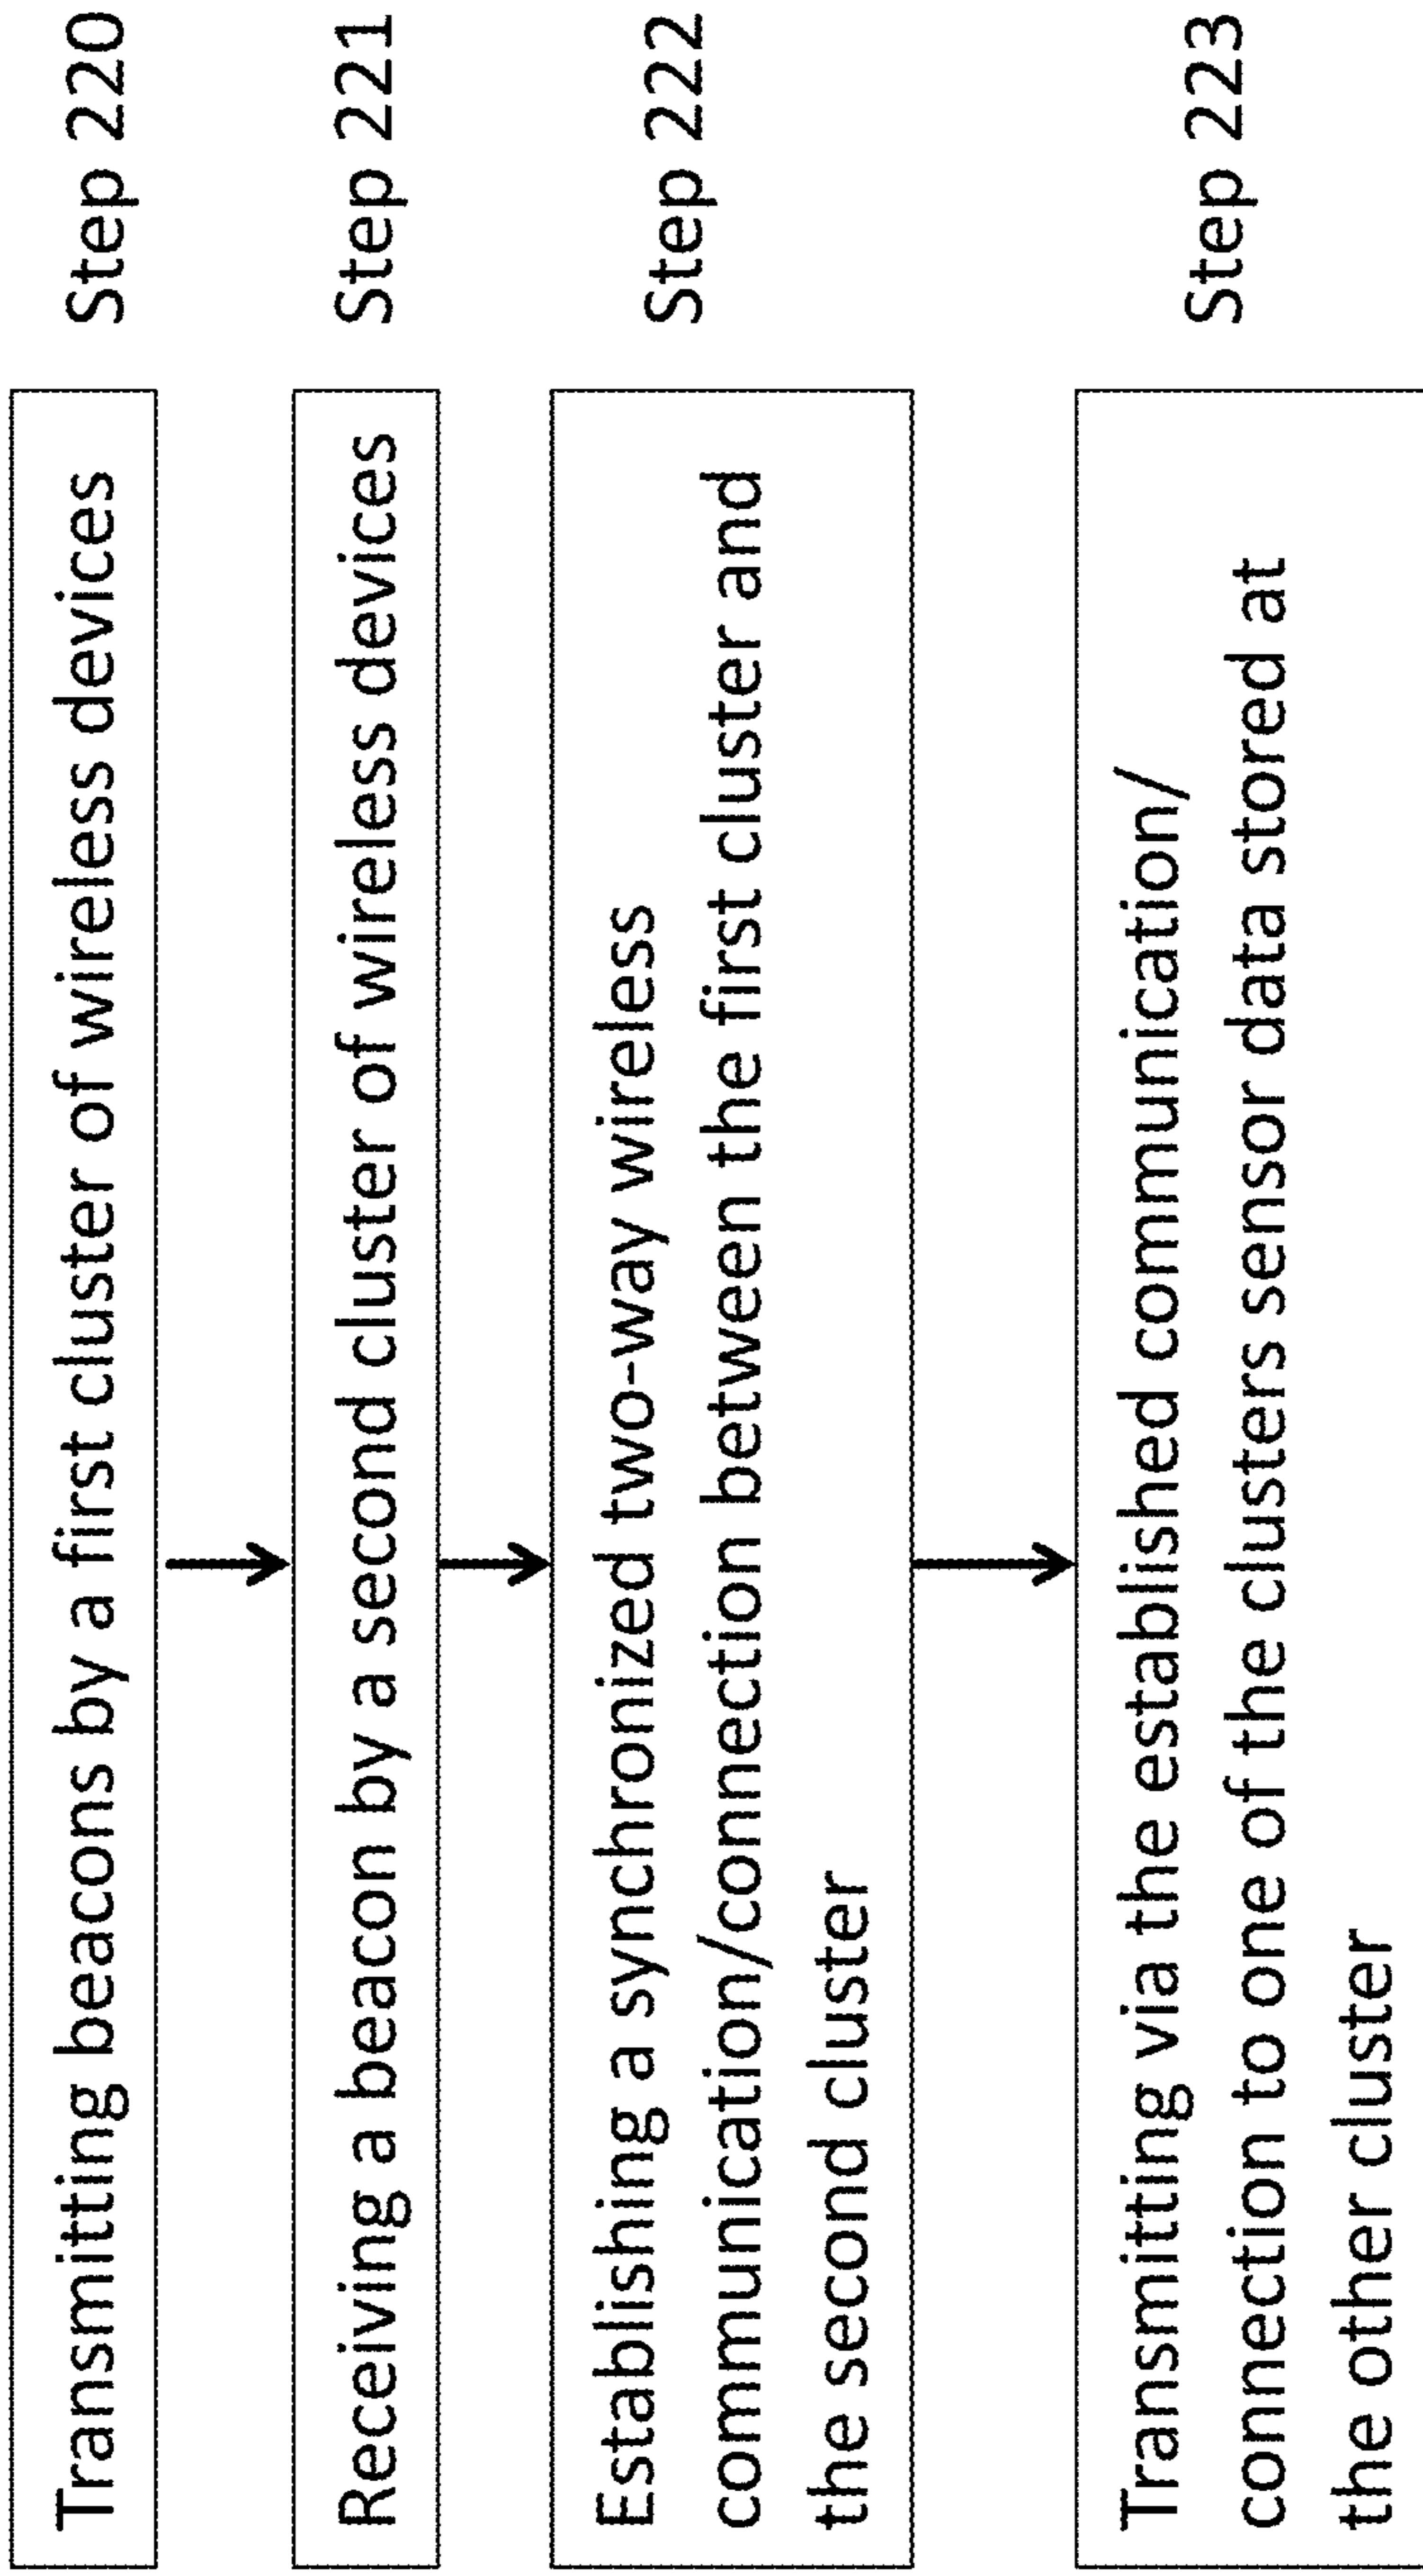 Transmitting beacons by a first cluster of wireless devices
Step 220
Receiving a beacon by a second cluster of wireless devices
Step 221
Establishing a synchronized two-way wireless
communication/connection between the first cluster and
the second cluster
Step 222
Transmitting via the established communication/
connection to one of the clusters sensor data stored at
the other cluster
Step 223